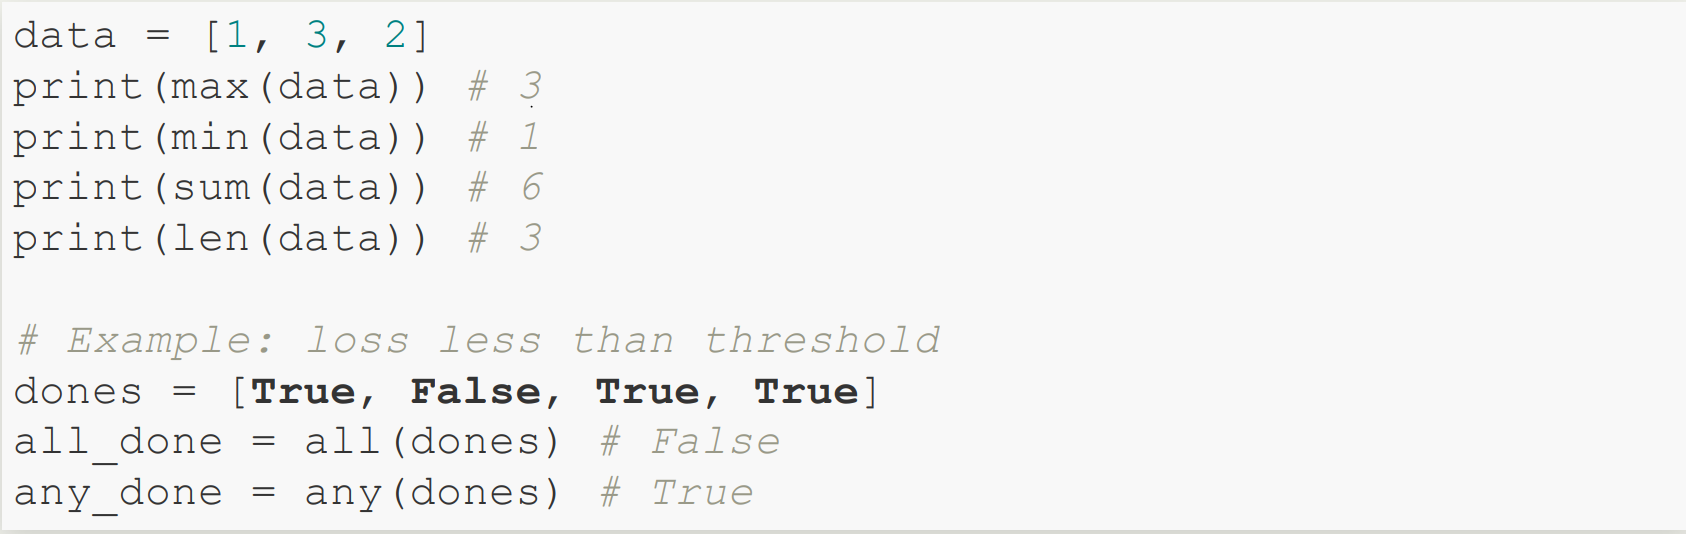 data = [1, 3, 2]
print(max(data)) # 3
print(min(data)) # 1
print(sum(data)) # 6
print(len(data)) # 3
# Example: loss less than threshold
dones = [True, False, True, True]
all_done = all(dones) # False
any_done = any(dones) # True